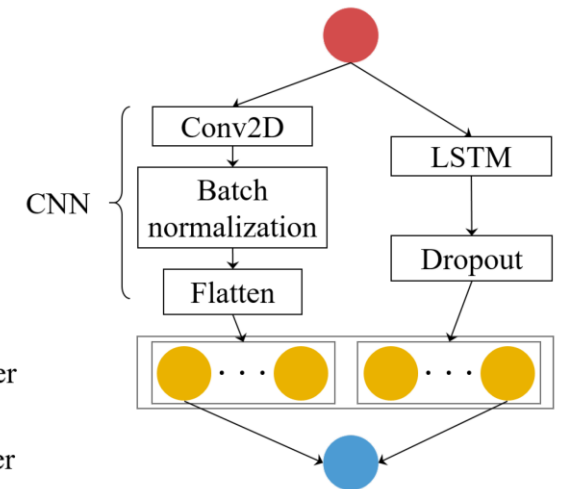 Conv2D
LSTM
CNN
Batch
normalization
Dropout
Flatten
· · ·
· · ·
er
er